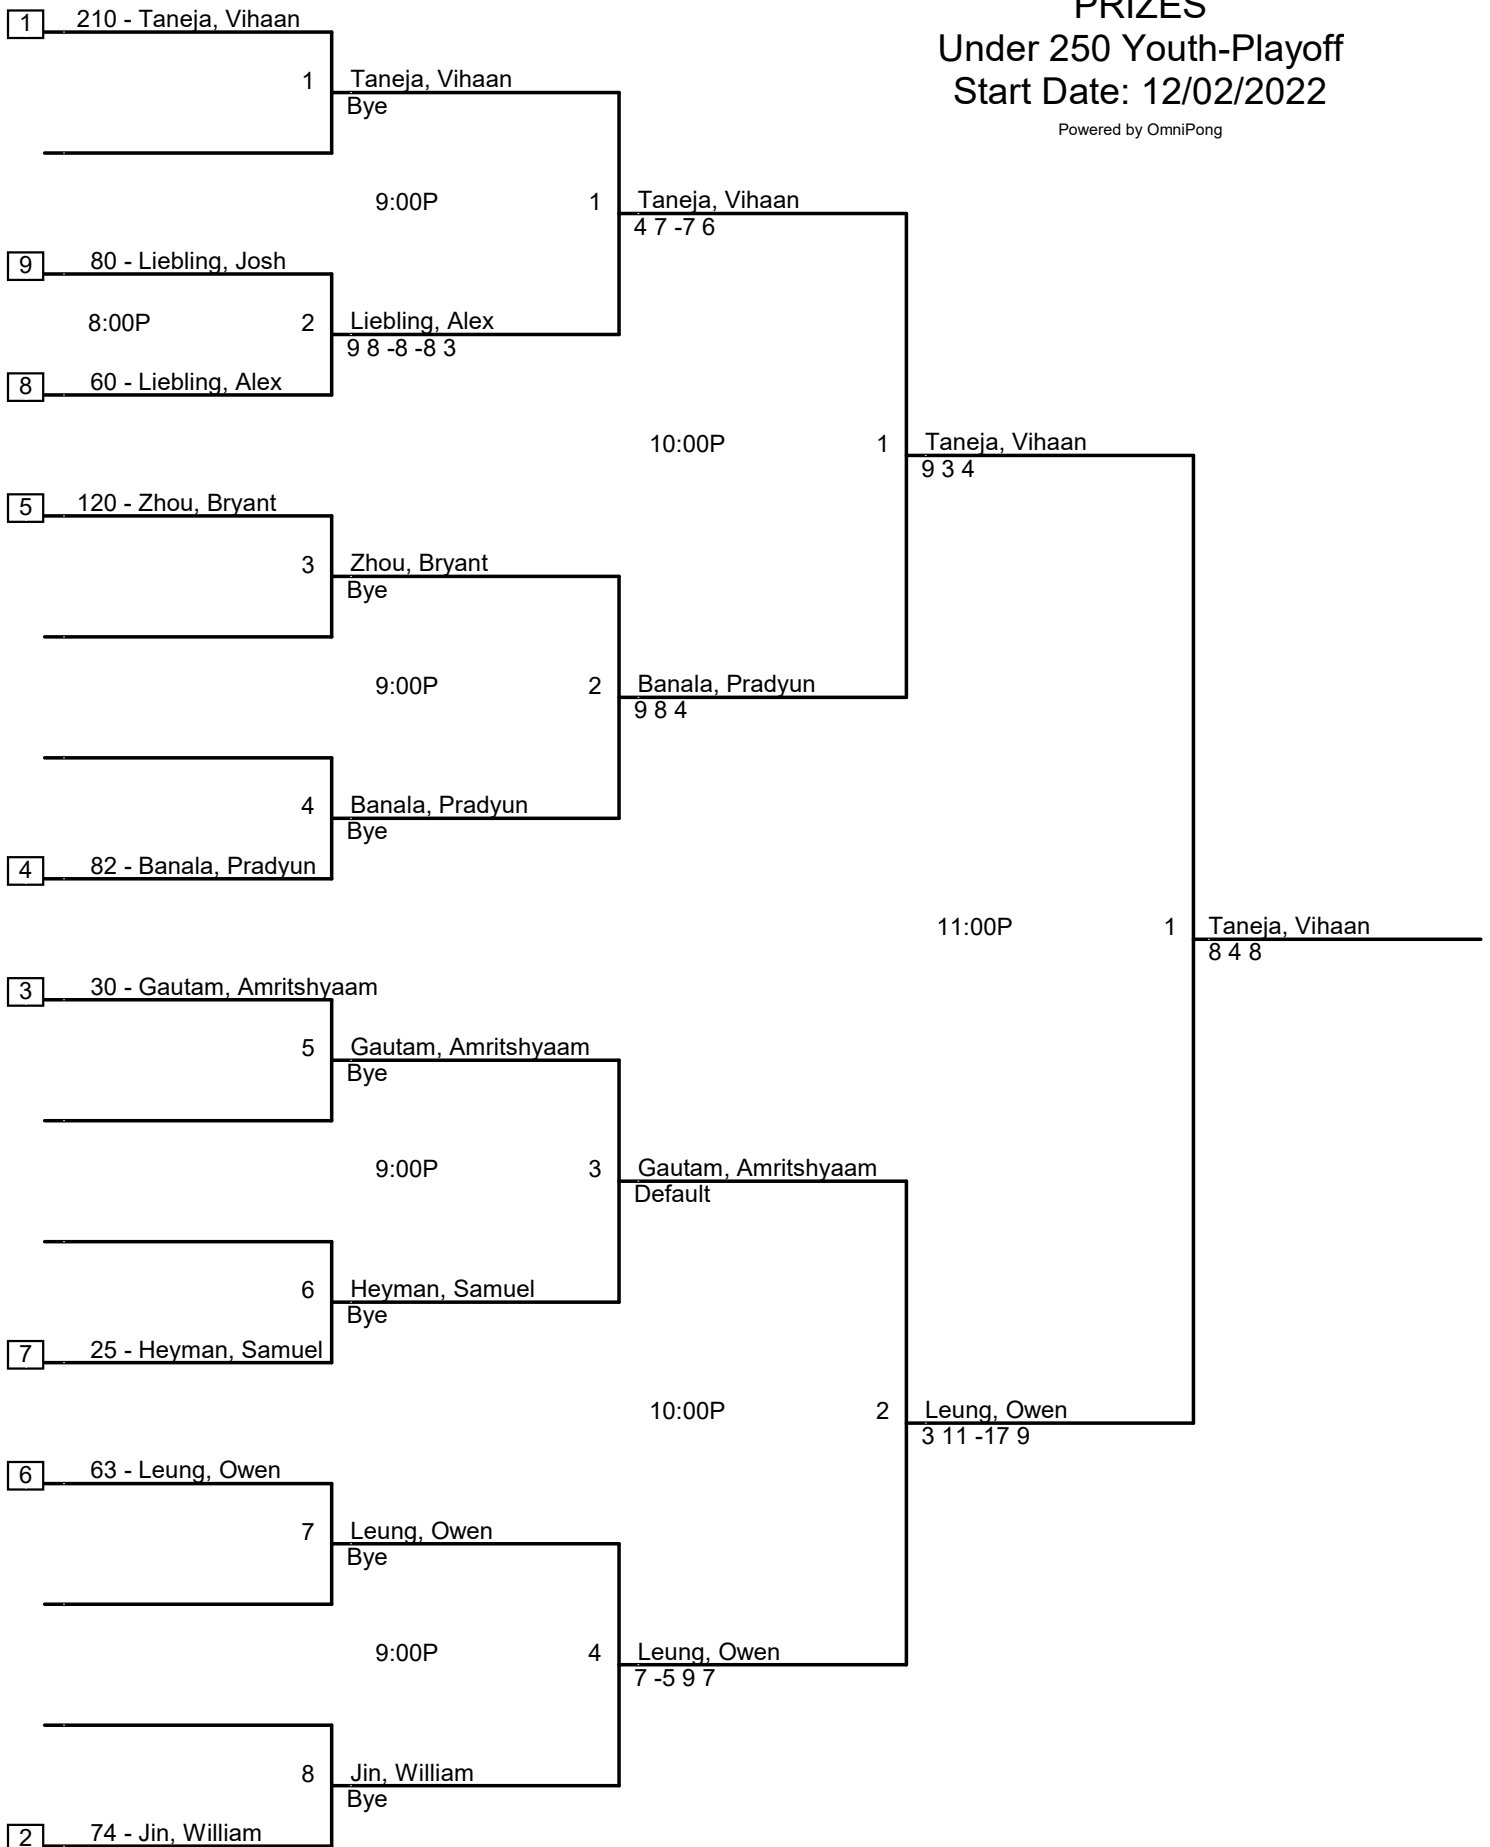 PRIZES
Under 250 Youth-Playoff
Start Date: 12/02/2022
Powered by OmniPong
1 210 - Taneja, Vihaan
1 Taneja, Vihaan
Bye
9:00P 1 Taneja, Vihaan
4 7 -7 6
9 80 - Liebling, Josh
8:00P 2 Liebling, Alex
9 8 -8 -8 3
8 60 - Liebling, Alex
10:00P 1 Taneja, Vihaan
9 3 4
5 120 - Zhou, Bryant
3 Zhou, Bryant
Bye
9:00P 2 Banala, Pradyun
9 8 4
4 Banala, Pradyun
Bye
4 82 - Banala, Pradyun
11:00P 1 Taneja, Vihaan
8 4 8
3 30 - Gautam, Amritshyaam
5 Gautam, Amritshyaam
Bye
9:00P 3 Gautam, Amritshyaam
Default
6 Heyman, Samuel
Bye
7 25 - Heyman, Samuel
10:00P 2 Leung, Owen
3 11 -17 9
6 63 - Leung, Owen
7 Leung, Owen
Bye
9:00P 4 Leung, Owen
7 -5 9 7
8 Jin, William
Bye
2 74 - Jin, William